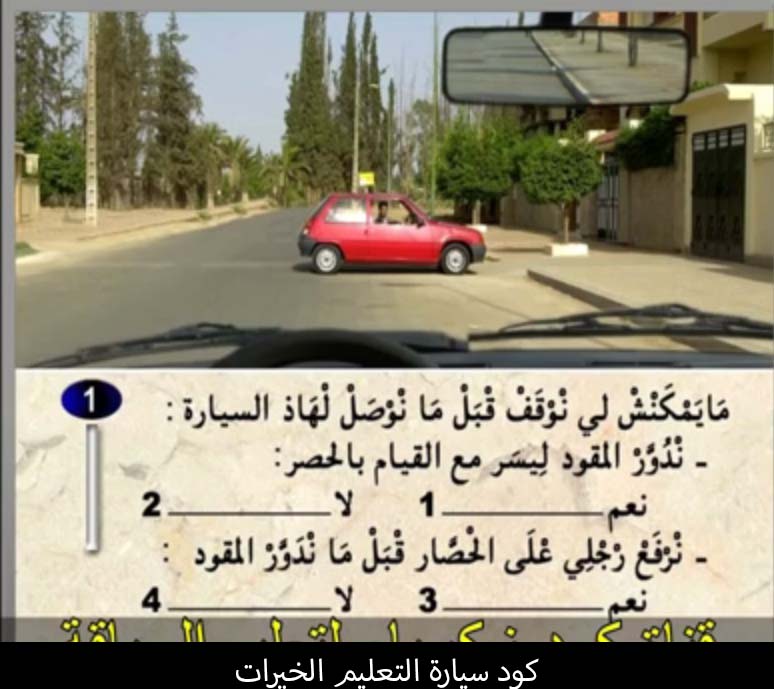 1
مَايَمْكَنْشْ لي نُوْقَفْ قْبَلْ مَا نُوْصَلْ لْهَاذ السيارة :
- نْدُوَّرْ المقود لِيسَر مع القيام بالحصر:
نعم 1 لا 2
- نْرْفَعْ رَجْلِي عْلَى الْحْصَّار قْبَلْ مَا نْدَوَّرْ المقود :
نعم 3 لا 4
كود سيارة التعليم الخيرات